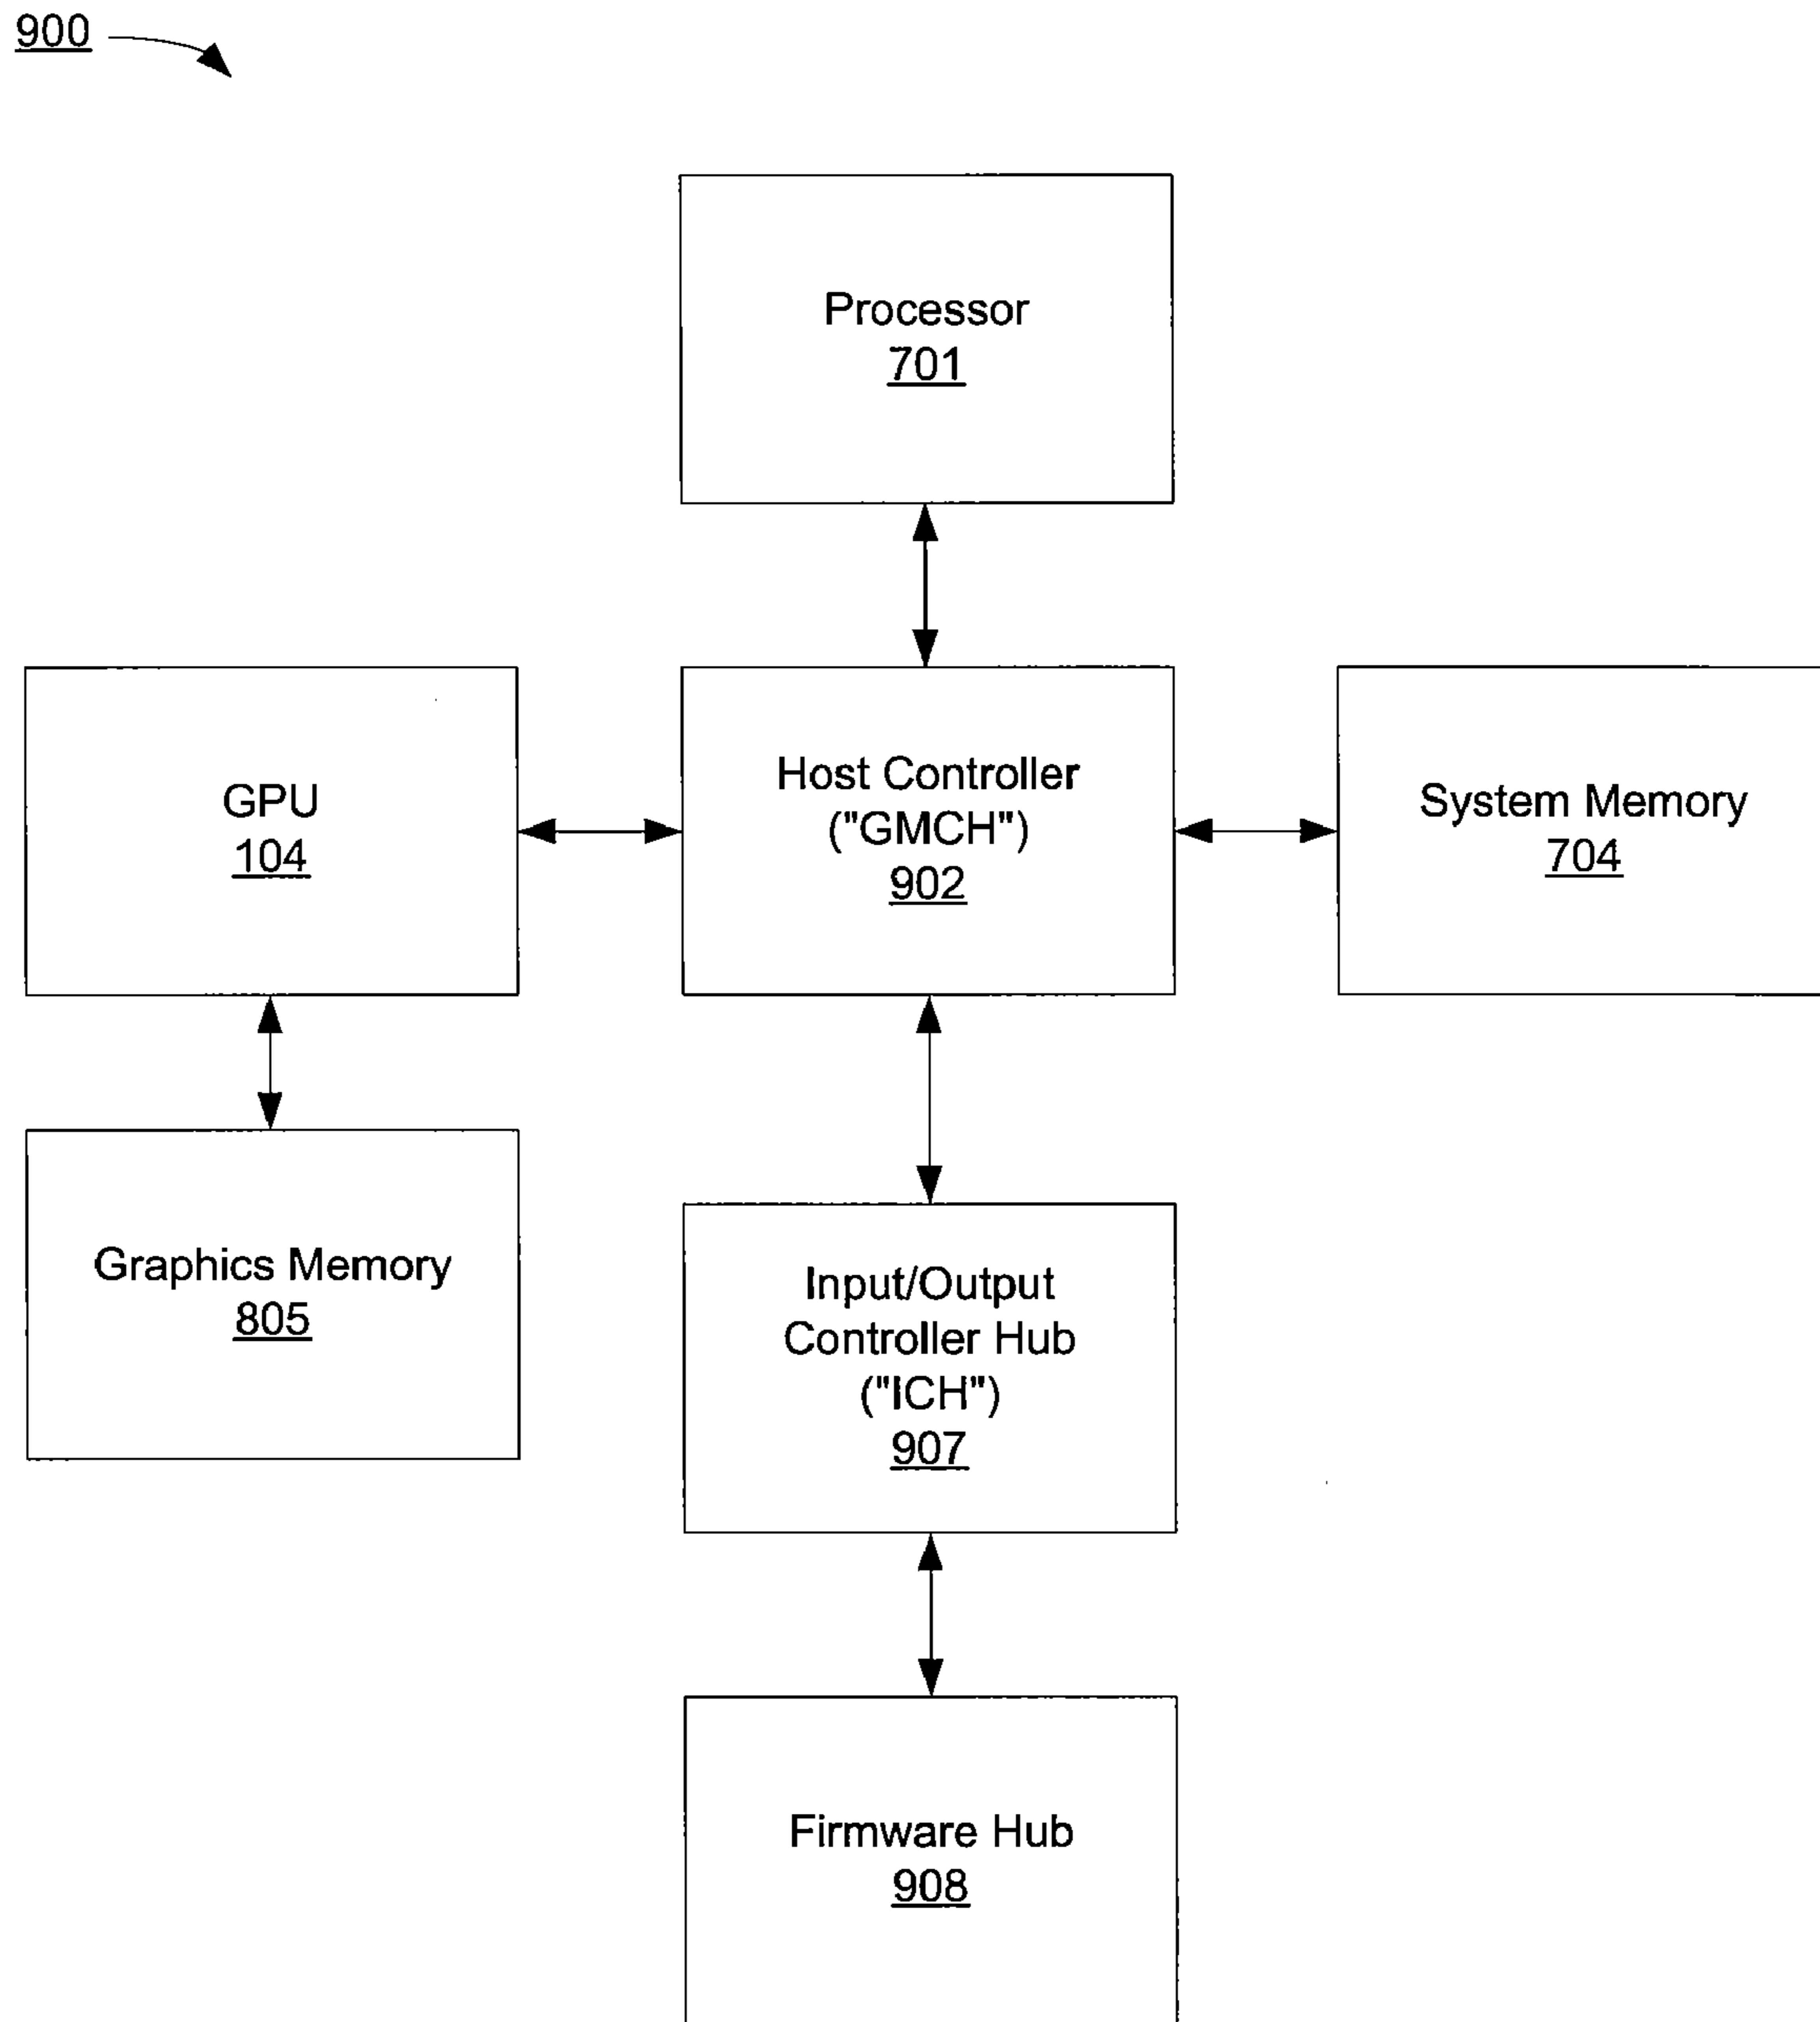 900
Processor
701
GPU
104
Host Controller
("GMCH")
902
System Memory
704
Graphics Memory
805
Input/Output
Controller Hub
("ICH")
907
Firmware Hub
908